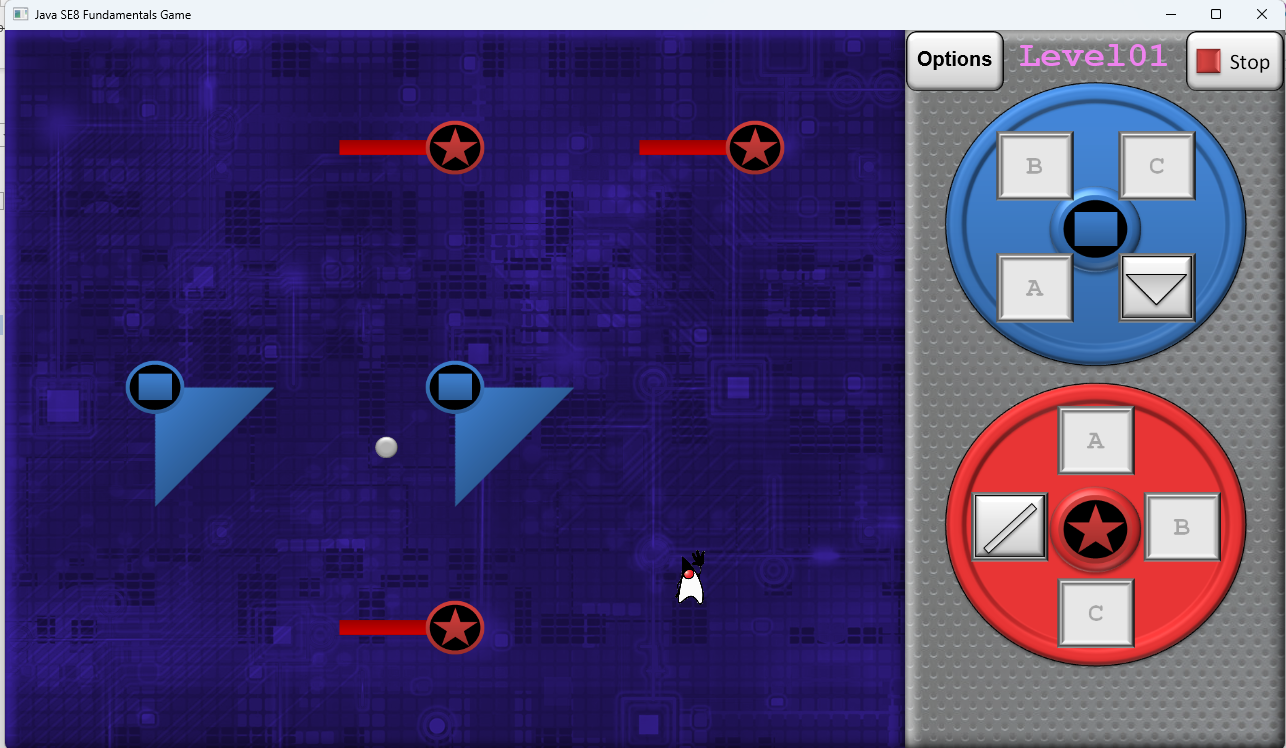 Java SE8 Fundamentals Game
Options
Level01
Stop
B
C
A
A
B
C